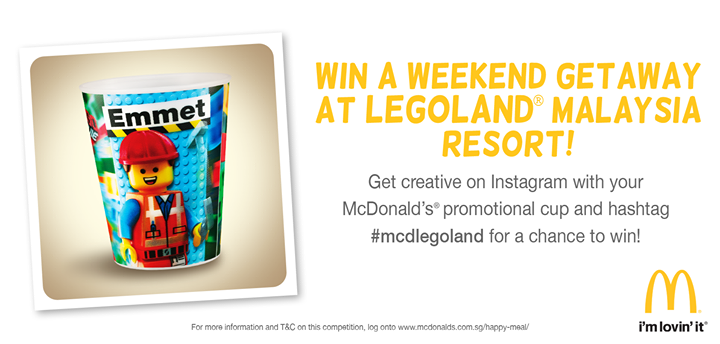 Emmet
WIN A WEEKEND GETAWAY
AT LEGOLAND® MALAYSIA
RESORT!
Get creative on Instagram with your
McDonald's® promotional cup and hashtag
#mcdlegoland for a chance to win!
i'm lovin' it®
For more information and T&C on this competition, log onto www.mcdonalds.com.sg/happy-meal/